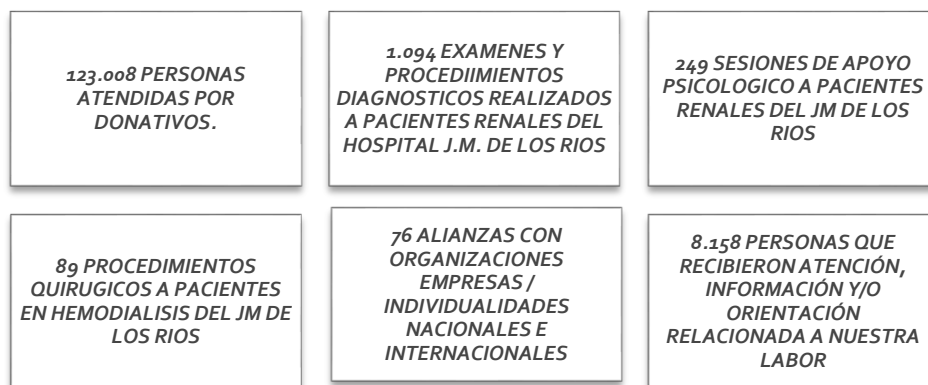 123.008 PERSONAS
ATENDIDAS POR
DONATIVOS.
1.094 EXAMENES Y
PROCEDIIMIENTOS
DIAGNOSTICOS REALIZADOS
A PACIENTES RENALES DEL
HOSPITAL J.M. DE LOS RIOS
249 SESIONES DE APOYO
PSICOLOGICO A PACIENTES
RENALES DEL JM DE LOS
RIOS
89 PROCEDIMIENTOS
QUIRUGICOS A PACIENTES
EN HEMODIALISIS DEL JM DE
LOS RIOS
76 ALIANZAS CON
ORGANIZACIONES
EMPRESAS /
INDIVIDUALIDADES
NACIONALES E
INTERNACIONALES
8.158 PERSONAS QUE
RECIBIERON ATENCIÓN,
INFORMACIÓN Y/O
ORIENTACIÓN
RELACIONADA A NUESTRA
LABOR